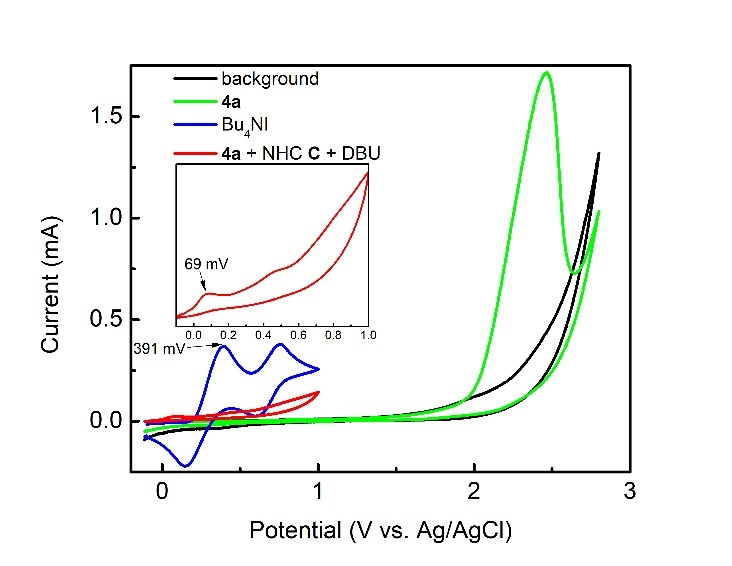 background
4a
Bu4NI
4a + NHC C + DBU
69 mV
0.0 0.2 0.4 0.6 0.8 1.0
391 mV
1.5
1.0
0.5
0.0
Current (mA)
0 1 2 3
Potential (V vs. Ag/AgCl)